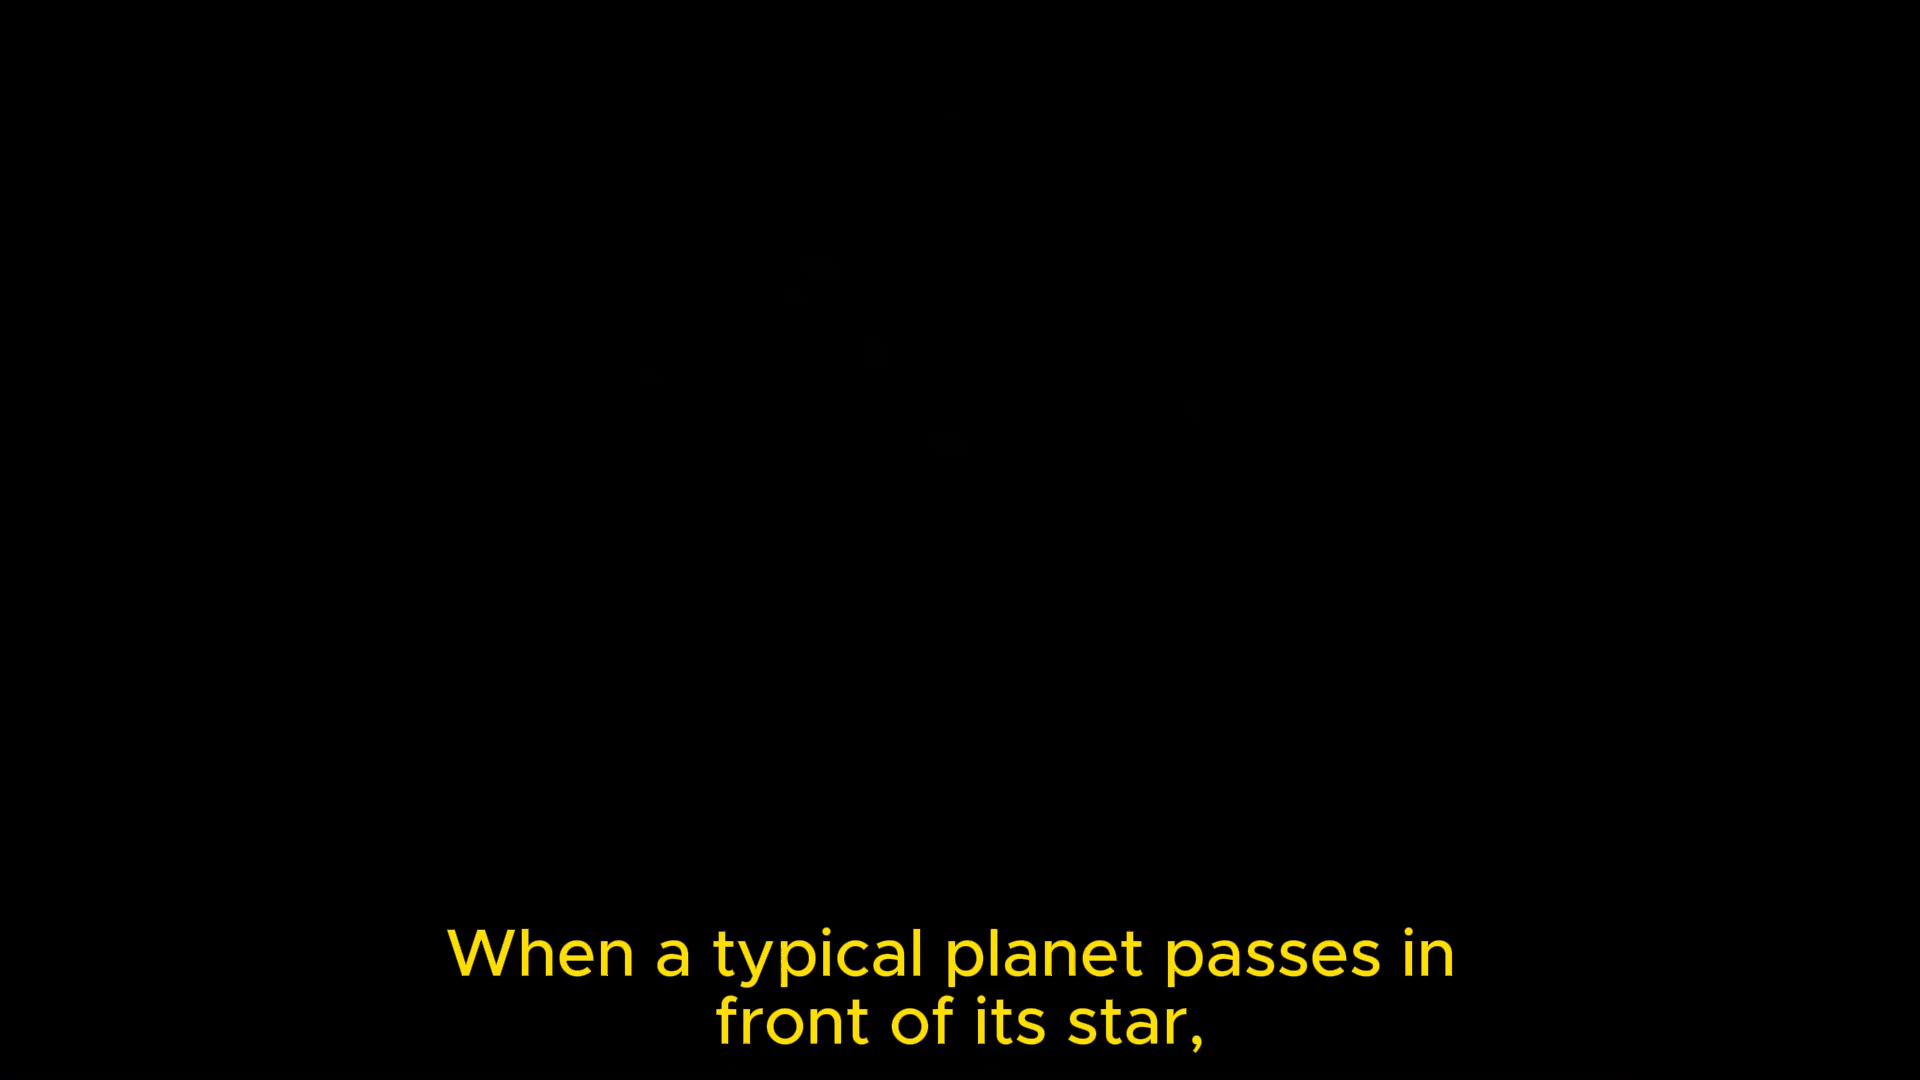 When a typical planet passes in
front of its star,